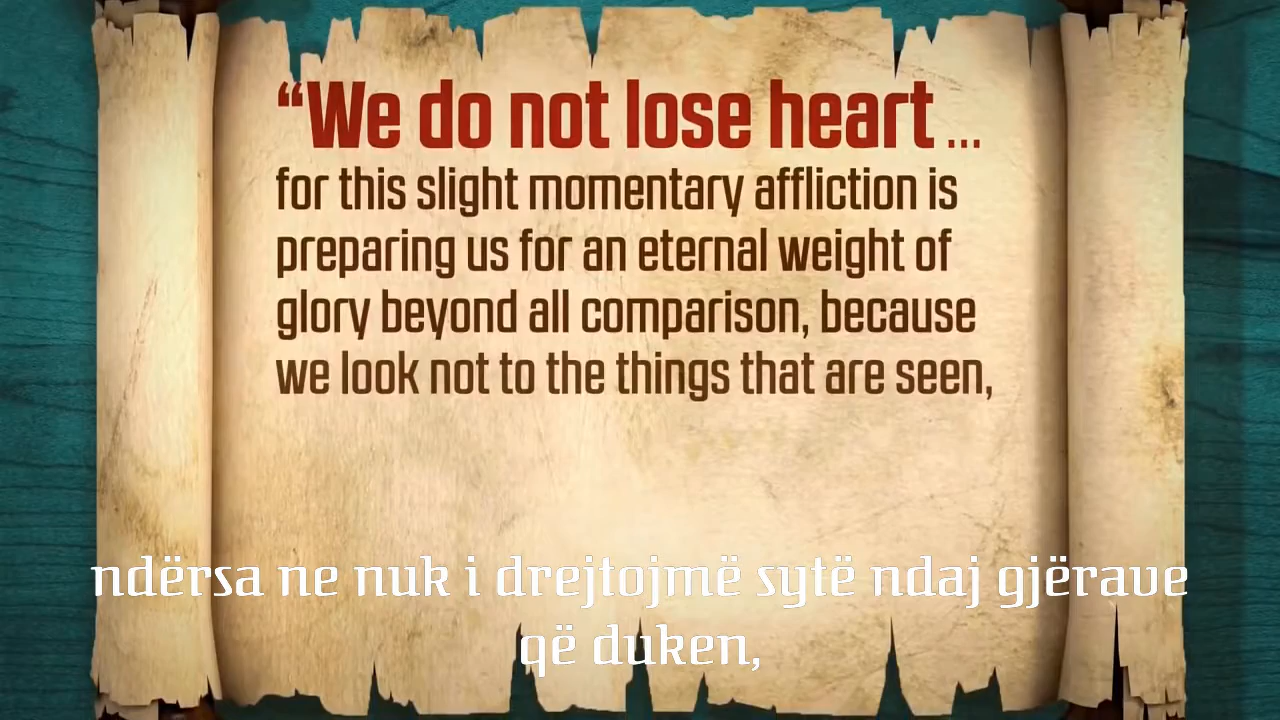 “We do not lose heart ...
for this slight momentary affliction is
preparing us for an eternal weight of
glory beyond all comparison, because
we look not to the things that are seen,
ndërsa ne nuk i drejtojmë sytë ndaj gjërave
që duken,